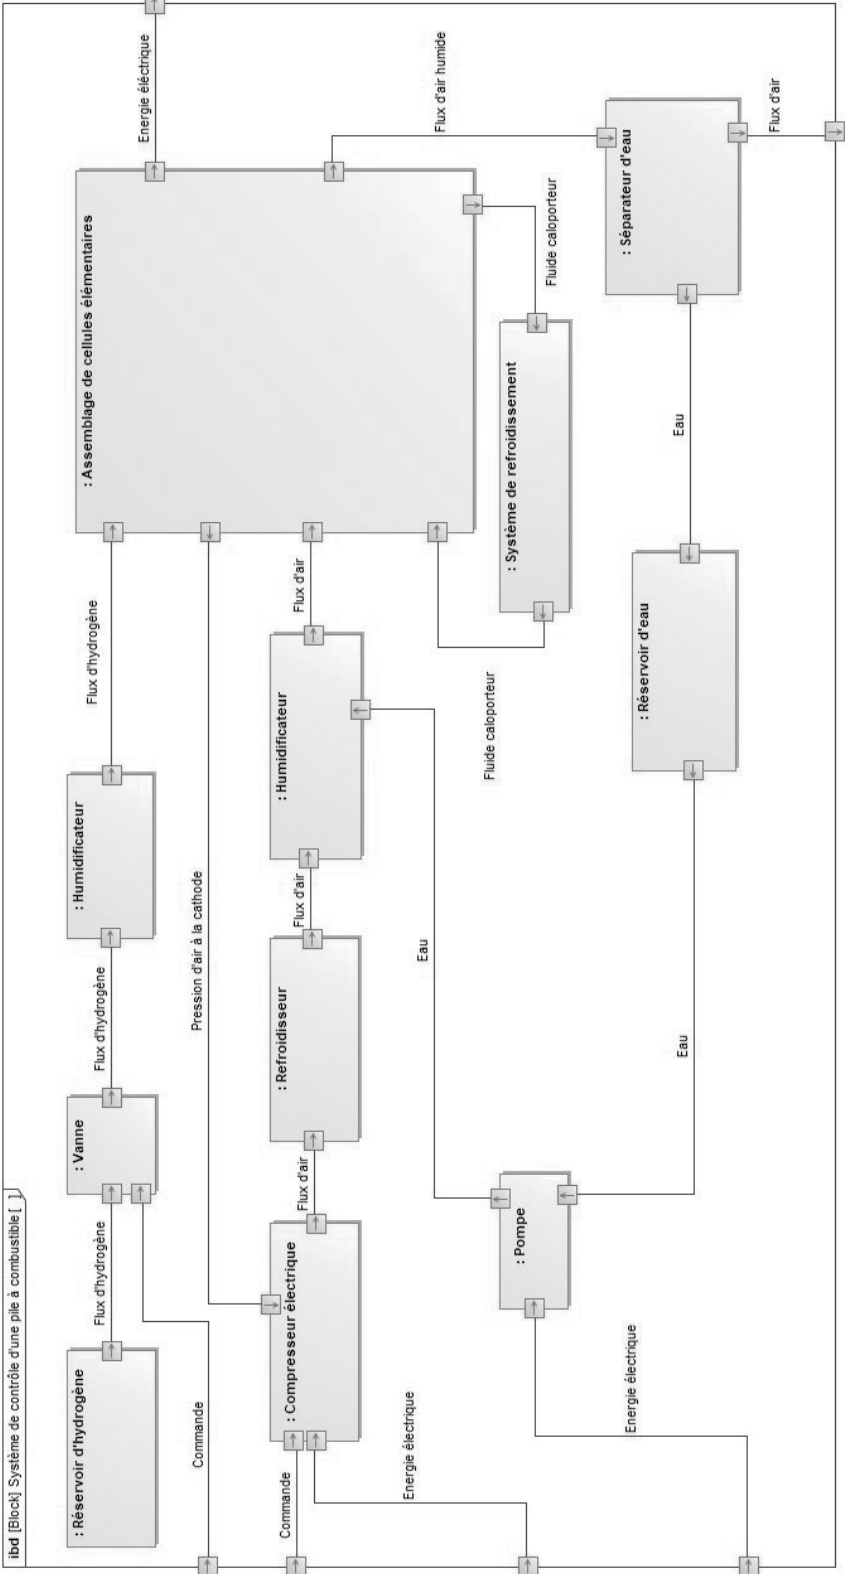 ibd [Block] Système de contrôle d'une pile à combustible[ ]
: Réservoir d'hydrogène
Flux d'hydrogène
: Vanne
Flux d'hydrogène
: Humidificateur
Flux d'hydrogène
: Assemblage de cellules élémentaires
Energie éléctrique
Commande
Pression d'air à la cathode
Commande
: Compresseur électrique
Flux d'air
: Refroidisseur
Flux d'air
: Humidificateur
Flux d'air
Energie électrique
Eau
Flux d'air humide
Fluide caloporteur
: Système de refroidissement
Fluide caloporteur
: Pompe
Energie électrique
Eau
: Réservoir d'eau
Eau
: Séparateur d'eau
Flux d'air